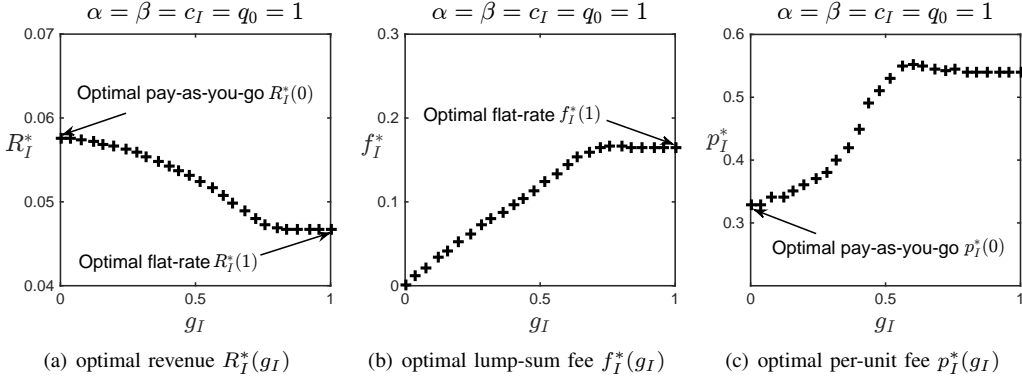 α = β = c_I = q_0 = 1
0.07
0.06
R_I^*
0.05
0.04
0
0.5
1
g_I
Optimal pay-as-you-go R_I^*(0)
Optimal flat-rate R_I^*(1)
(a) optimal revenue R_I^*(g_I)
α = β = c_I = q_0 = 1
0.3
0.2
f_I^*
0.1
0
0
0.5
1
g_I
Optimal flat-rate f_I^*(1)
(b) optimal lump-sum fee f_I^*(g_I)
α = β = c_I = q_0 = 1
0.6
0.5
p_I^*
0.4
0.3
0
0.5
1
g_I
Optimal pay-as-you-go p_I^*(0)
(c) optimal per-unit fee p_I^*(g_I)